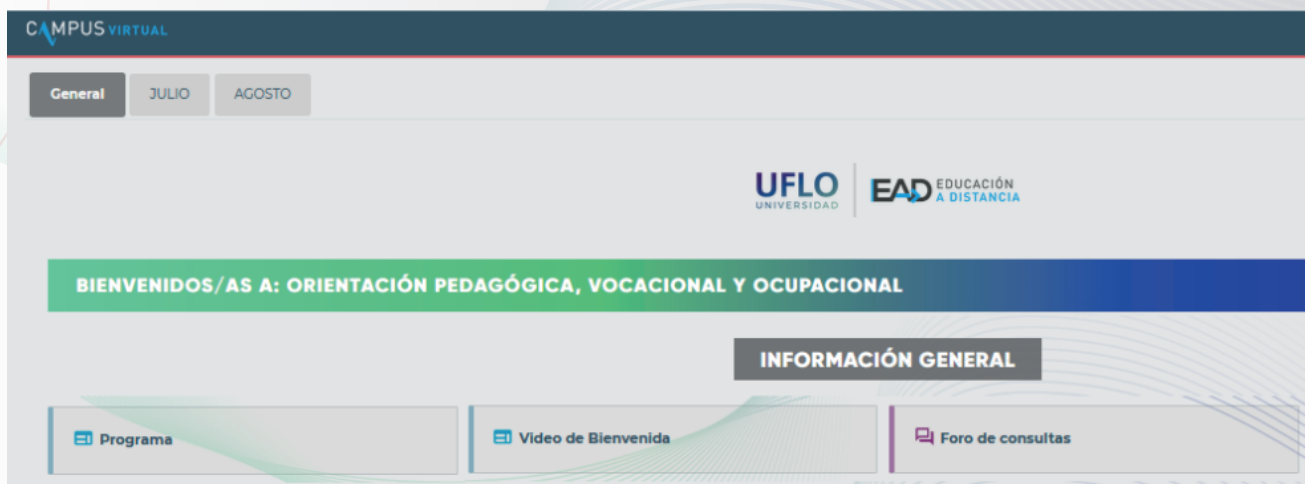 CAMPUS VIRTUAL
General JULIO AGOSTO
UFLO UNIVERSIDAD
EAD EDUCACIÓN A DISTANCIA
BIENVENIDOS/AS A: ORIENTACIÓN PEDAGÓGICA, VOCACIONAL Y OCUPACIONAL
INFORMACIÓN GENERAL
Programa
Video de Bienvenida
Foro de consultas